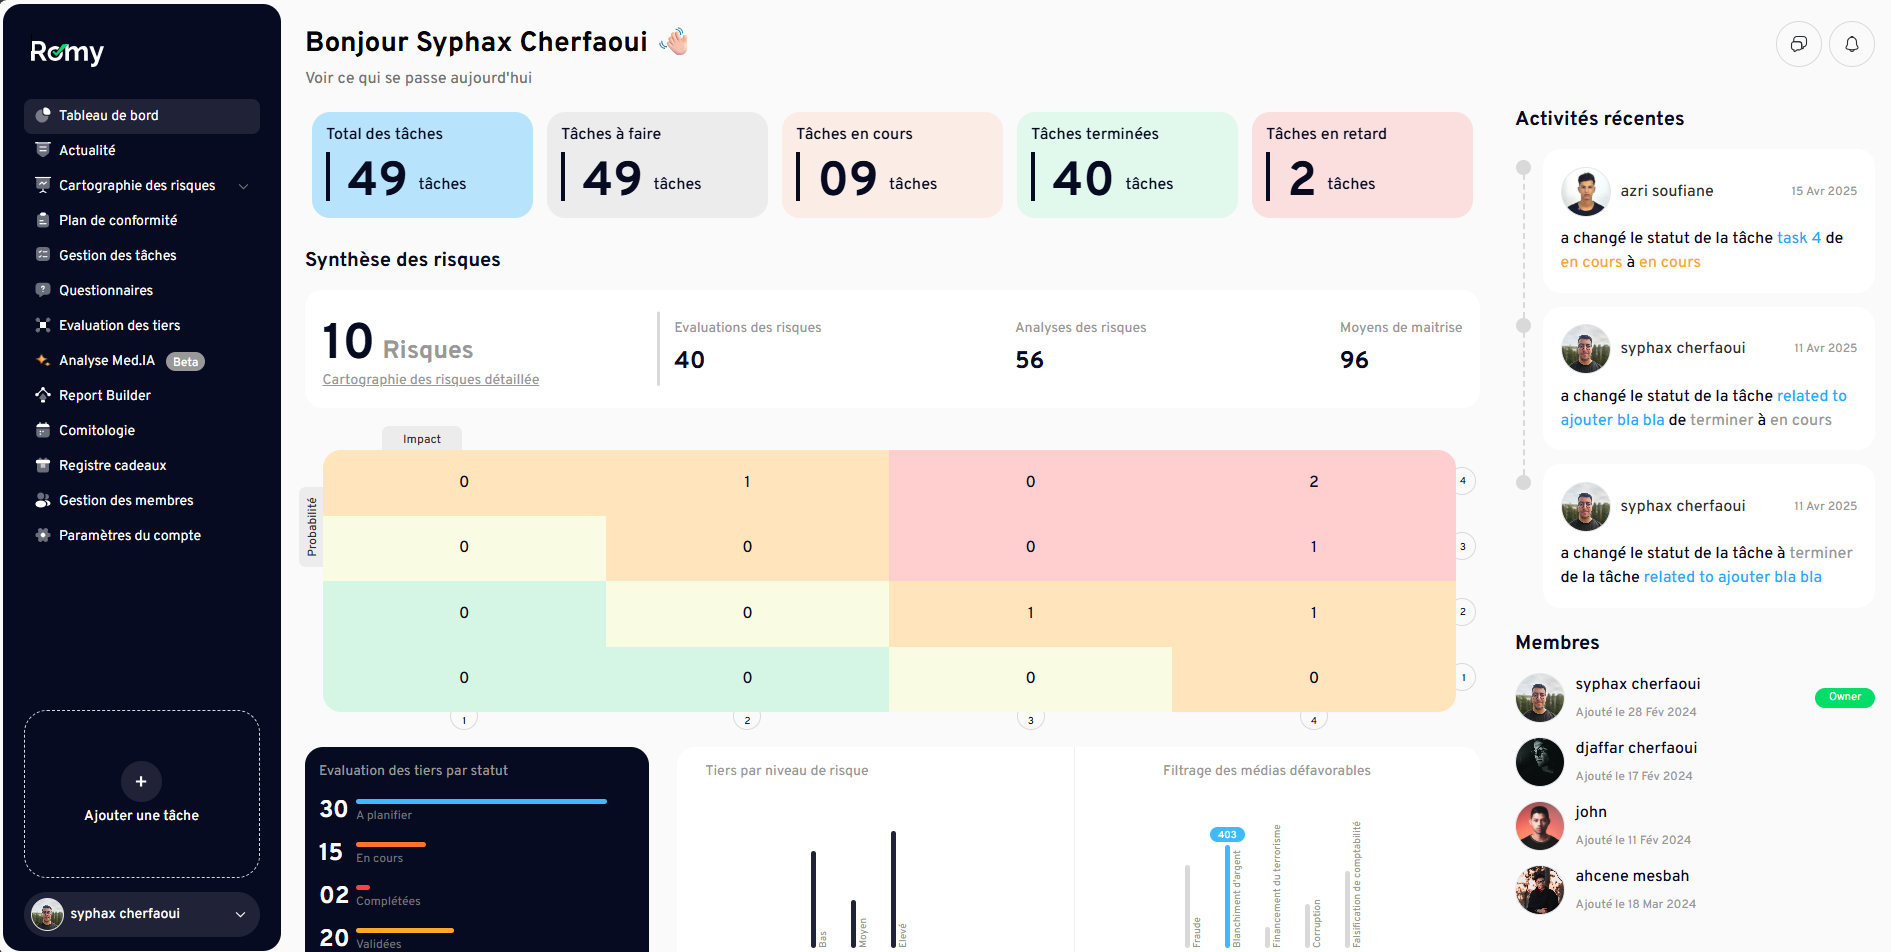 Romy
Tableau de bord
Actualité
Cartographie des risques
Plan de conformité
Gestion des tâches
Questionnaires
Evaluation des tiers
Analyse Med.IA Beta
Report Builder
Comitologie
Registre cadeaux
Gestion des membres
Paramètres du compte
+
Ajouter une tâche
syphax cherfaoui
Bonjour Syphax Cherfaoui
Voir ce qui se passe aujourd'hui
Total des tâches
49 tâches
Tâches à faire
49 tâches
Tâches en cours
09 tâches
Tâches terminées
40 tâches
Tâches en retard
2 tâches
Synthèse des risques
10 Risques
Cartographie des risques détaillée
Evaluations des risques
40
Analyses des risques
56
Moyens de maitrise
96
Impact
Probabilité
0 1 0 2 4
0 0 0 1 3
0 0 1 1 2
0 0 0 0 1
1 2 3 4
Evaluation des tiers par statut
30
A planifier
15
En cours
02
Complétées
20
Validées
Tiers par niveau de risque
Bas
Moyen
Elevé
Filtrage des médias défavorables
403
Fraude
Blanchiment d'argent
Financement du terrorisme
Corruption
Falsification de comptabilité
Activités récentes
azri soufiane 15 Avr 2025
a changé le statut de la tâche task 4 de
en cours à en cours
syphax cherfaoui 11 Avr 2025
a changé le statut de la tâche related to
ajouter bla bla de terminer à en cours
syphax cherfaoui 11 Avr 2025
a changé le statut de la tâche à terminer
de la tâche related to ajouter bla bla
Membres
syphax cherfaoui
Ajouté le 28 Fév 2024
Owner
djaffar cherfaoui
Ajouté le 17 Fév 2024
john
Ajouté le 11 Fév 2024
ahcene mesbah
Ajouté le 18 Mar 2024